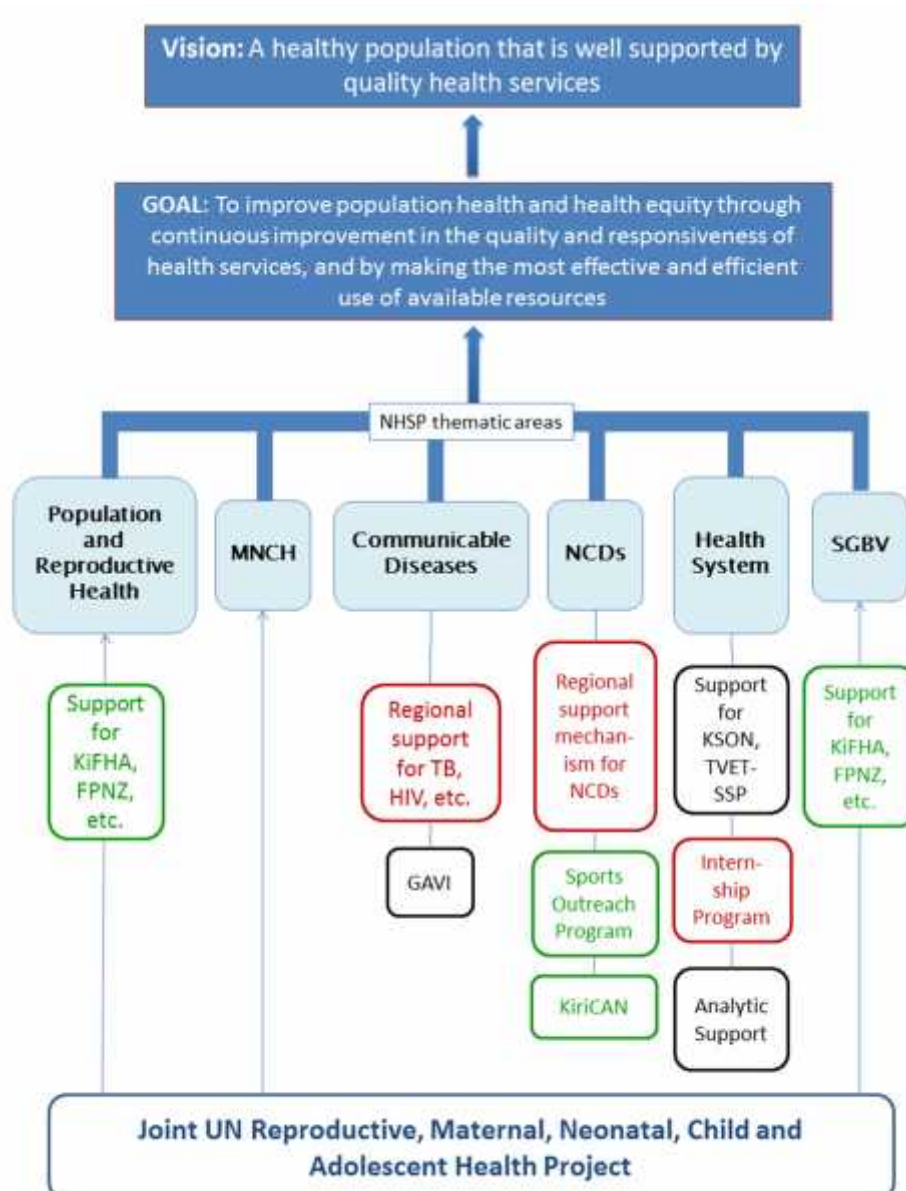 Vision: A healthy population that is well supported by
quality health services
GOAL: To improve population health and health equity through
continuous improvement in the quality and responsiveness of
health services, and by making the most effective and efficient
use of available resources
NHSP thematic areas
Population
and
Reproductive
Health
MNCH
Communicable
Diseases
NCDs
Health
System
SGBV
Support
for
KiFHA,
FPNZ,
etc.
Regional
support
for TB,
HIV, etc.
GAVI
Regional
support
mechan-
ism for
NCDs
Sports
Outreach
Program
KiriCAN
Support
for
KSON,
TVET-
SSP
Intern-
ship
Program
Analytic
Support
Support
for
KiFHA,
FPNZ,
etc.
Joint UN Reproductive, Maternal, Neonatal, Child and
Adolescent Health Project